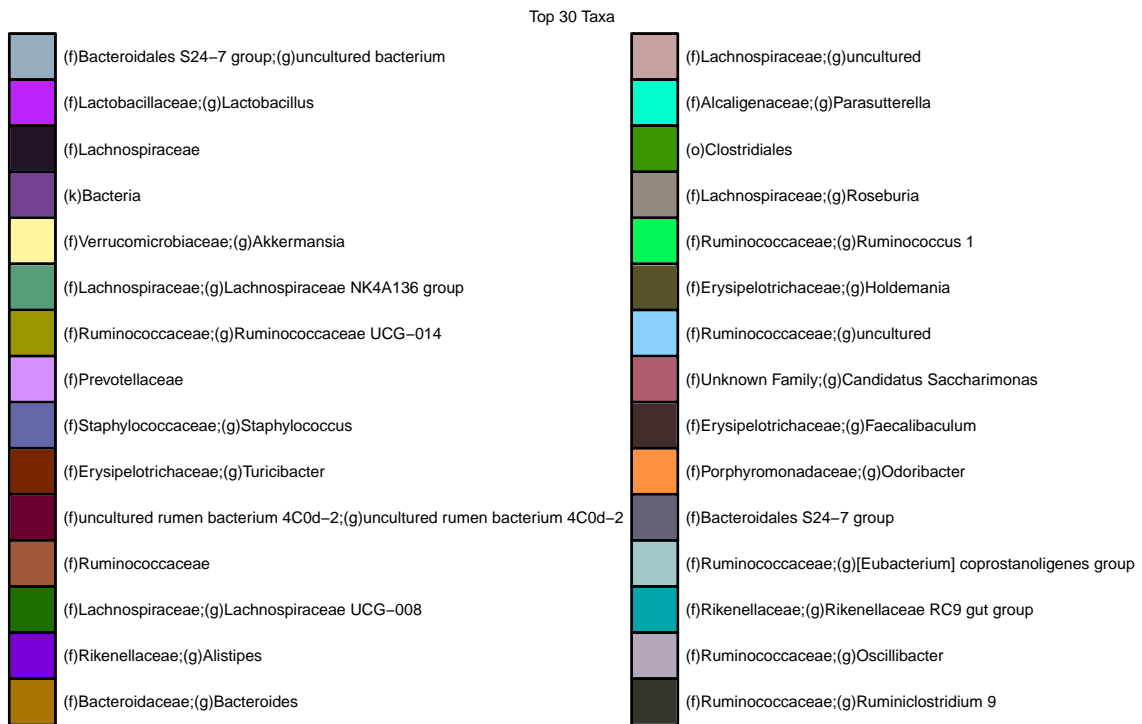 Top 30 Taxa
(f)Bacteroidales S24−7 group;(g)uncultured bacterium
(f)Lactobacillaceae;(g)Lactobacillus
(f)Lachnospiraceae
(k)Bacteria
(f)Verrucomicrobiaceae;(g)Akkermansia
(f)Lachnospiraceae;(g)Lachnospiraceae NK4A136 group
(f)Ruminococcaceae;(g)Ruminococcaceae UCG−014
(f)Prevotellaceae
(f)Staphylococcaceae;(g)Staphylococcus
(f)Erysipelotrichaceae;(g)Turicibacter
(f)uncultured rumen bacterium 4C0d−2;(g)uncultured rumen bacterium 4C0d−2
(f)Ruminococcaceae
(f)Lachnospiraceae;(g)Lachnospiraceae UCG−008
(f)Rikenellaceae;(g)Alistipes
(f)Bacteroidaceae;(g)Bacteroides
(f)Lachnospiraceae;(g)uncultured
(f)Alcaligenaceae;(g)Parasutterella
(o)Clostridiales
(f)Lachnospiraceae;(g)Roseburia
(f)Ruminococcaceae;(g)Ruminococcus 1
(f)Erysipelotrichaceae;(g)Holdemania
(f)Ruminococcaceae;(g)uncultured
(f)Unknown Family;(g)Candidatus Saccharimonas
(f)Erysipelotrichaceae;(g)Faecalibaculum
(f)Porphyromonadaceae;(g)Odoribacter
(f)Bacteroidales S24−7 group
(f)Ruminococcaceae;(g)[Eubacterium] coprostanoligenes group
(f)Rikenellaceae;(g)Rikenellaceae RC9 gut group
(f)Ruminococcaceae;(g)Oscillibacter
(f)Ruminococcaceae;(g)Ruminiclostridium 9